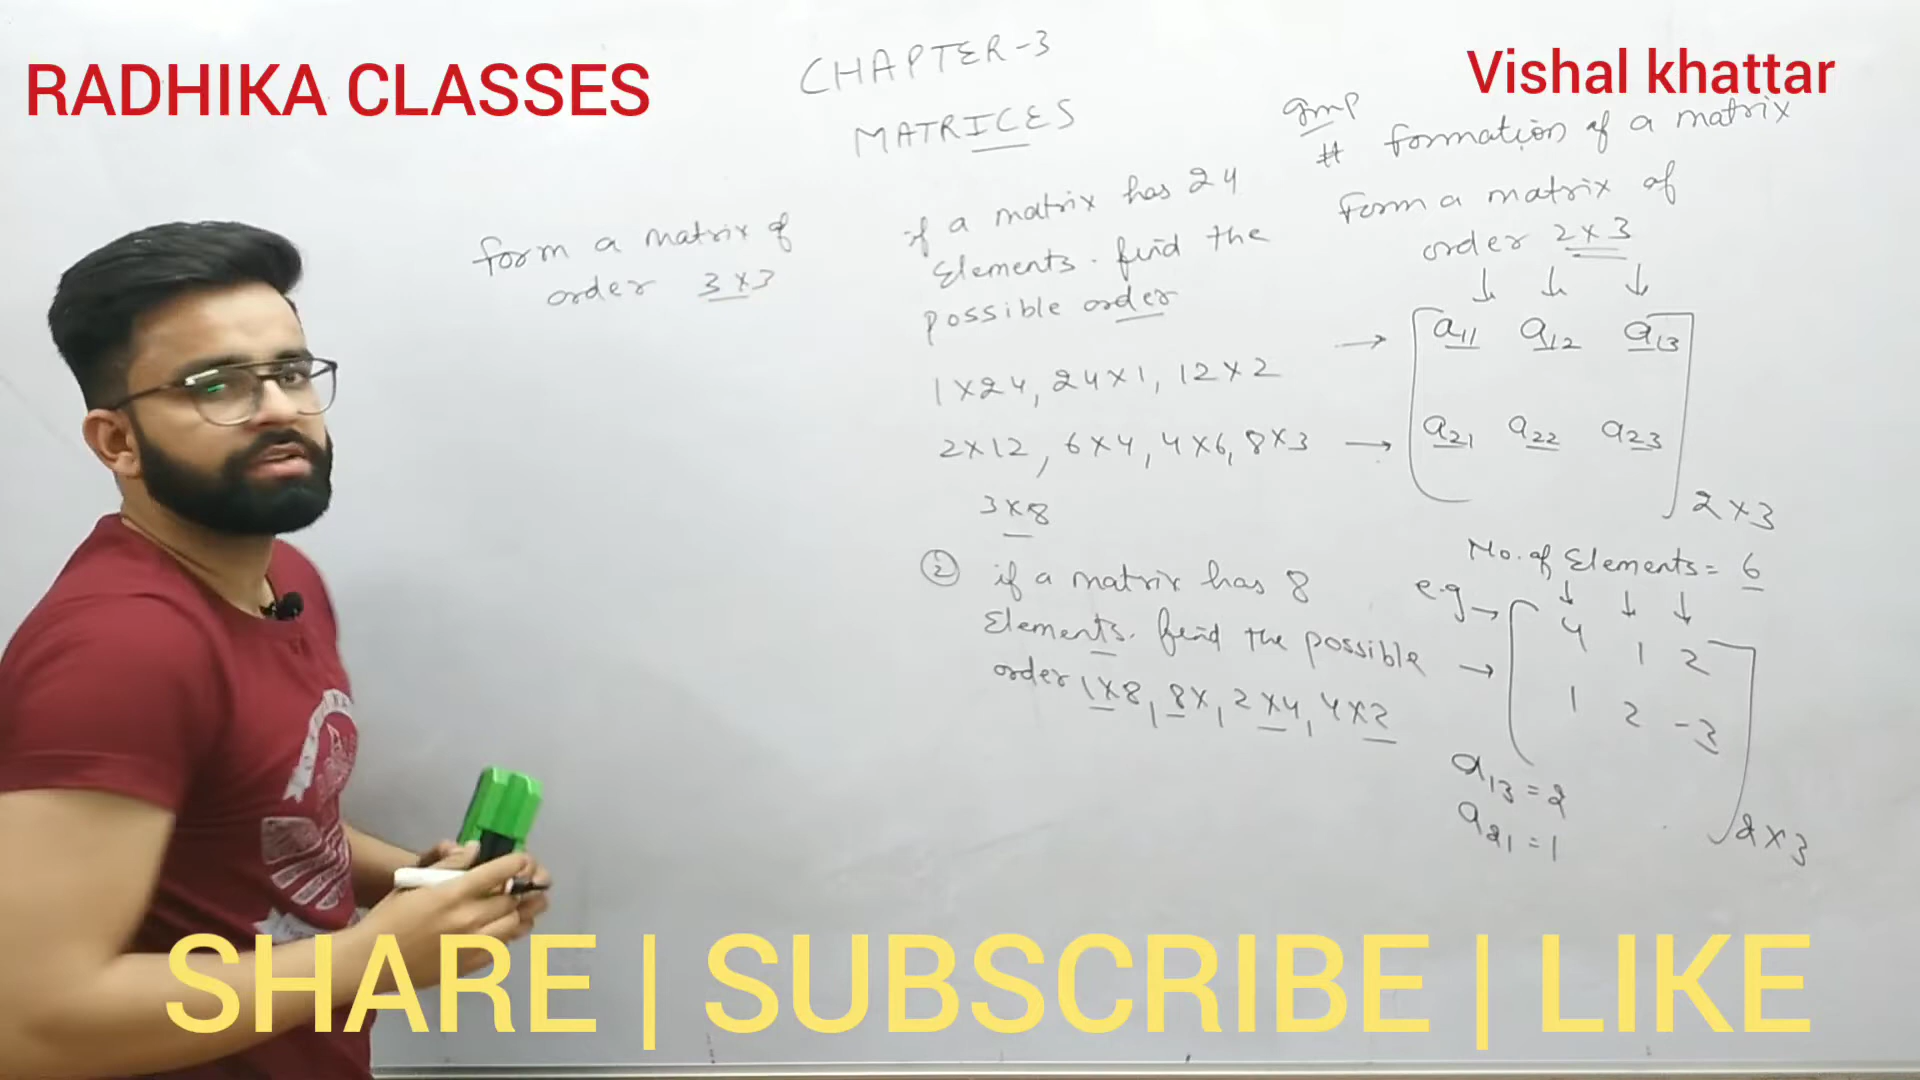 RADHIKA CLASSES
Vishal khattar
CHAPTER-3
MATRICES
form a matrix of
order 3×3
if a matrix has 24
Elements. find the
possible order
1×24, 24×1, 12×2
2×12, 6×4, 4×6, 8×3
3×8
② if a matrix has 8
Elements. find the possible
order 1×8, 8×1, 2×4, 4×2
Imp
# formation of a matrix
Form a matrix of
order 2×3
a11 a12 a13
a21 a22 a23
2×3
No. of Elements = 6
e.g
4 1 2
1 2 -3
2×3
a13 = 2
a21 = 1
SHARE | SUBSCRIBE | LIKE